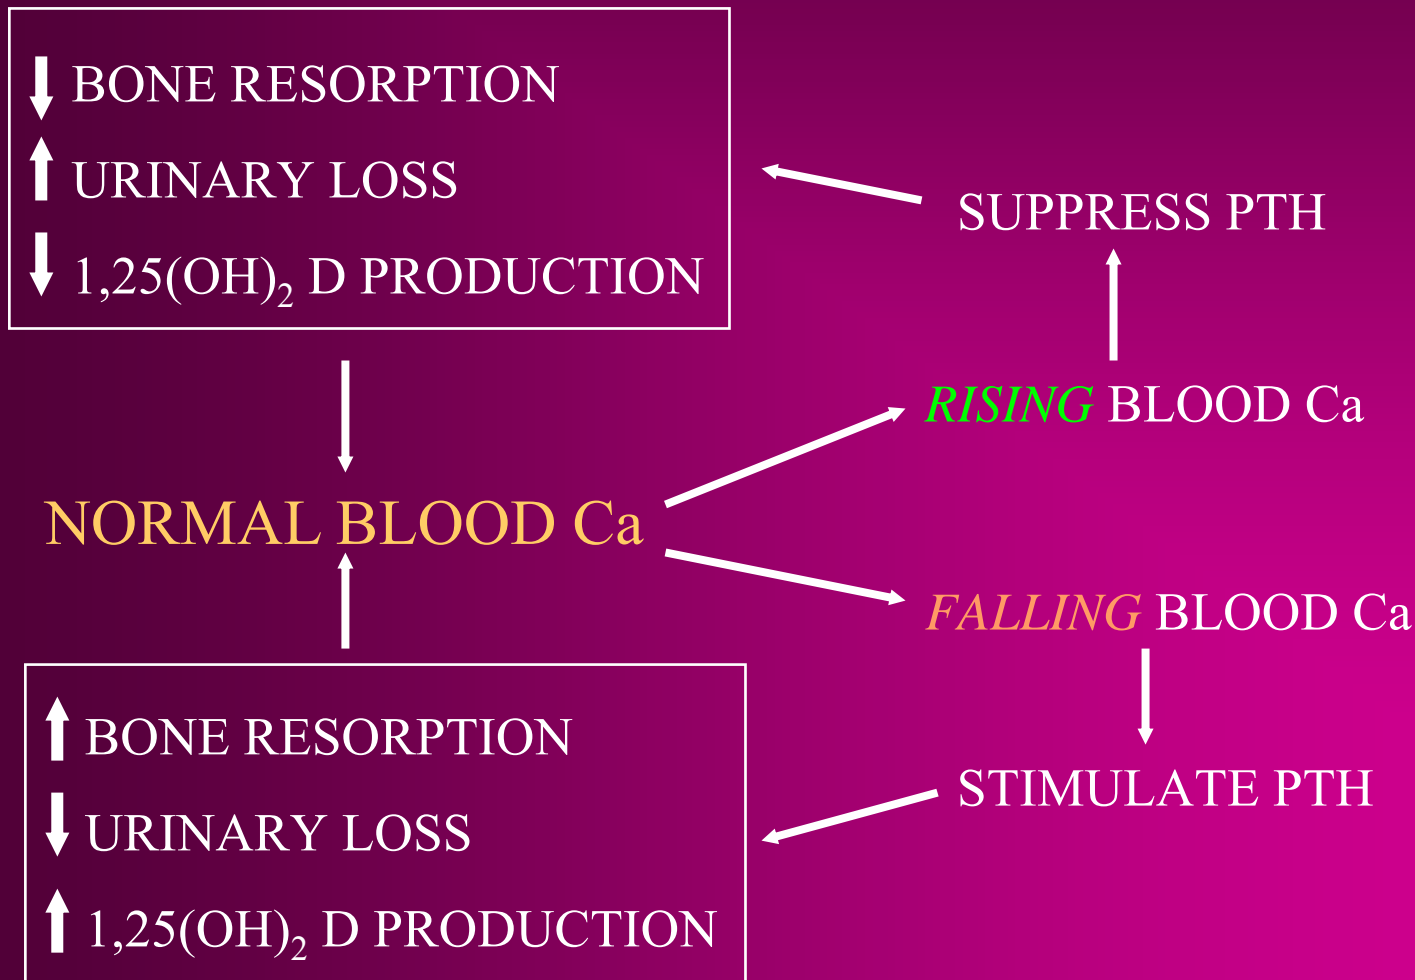 ↓ BONE RESORPTION
↑ URINARY LOSS
↓ 1,25(OH)₂ D PRODUCTION
SUPPRESS PTH
RISING BLOOD Ca
NORMAL BLOOD Ca
FALLING BLOOD Ca
STIMULATE PTH
↑ BONE RESORPTION
↓ URINARY LOSS
↑ 1,25(OH)₂ D PRODUCTION